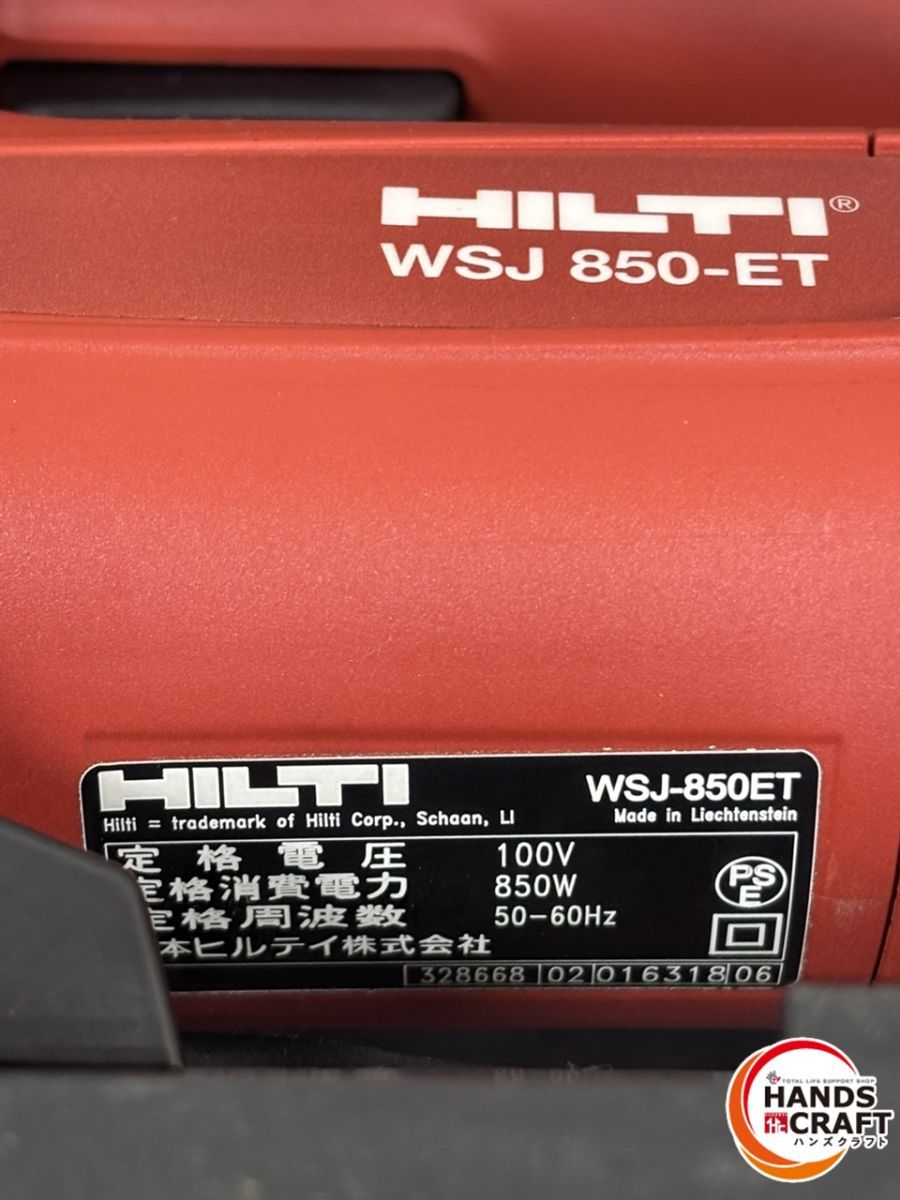 HILTI®
WSJ 850-ET
HILTI
WSJ-850ET
Hilti = trademark of Hilti Corp., Schaan, LI
Made in Liechtenstein
定格電圧 100V
定格消費電力 850W
定格周波数 50-60Hz
本ヒルティ株式会社
PS
E
328668 02 016318 06
TOTAL LIFE SUPPORT SHOP
HANDS
CRAFT
ハンズクラフト